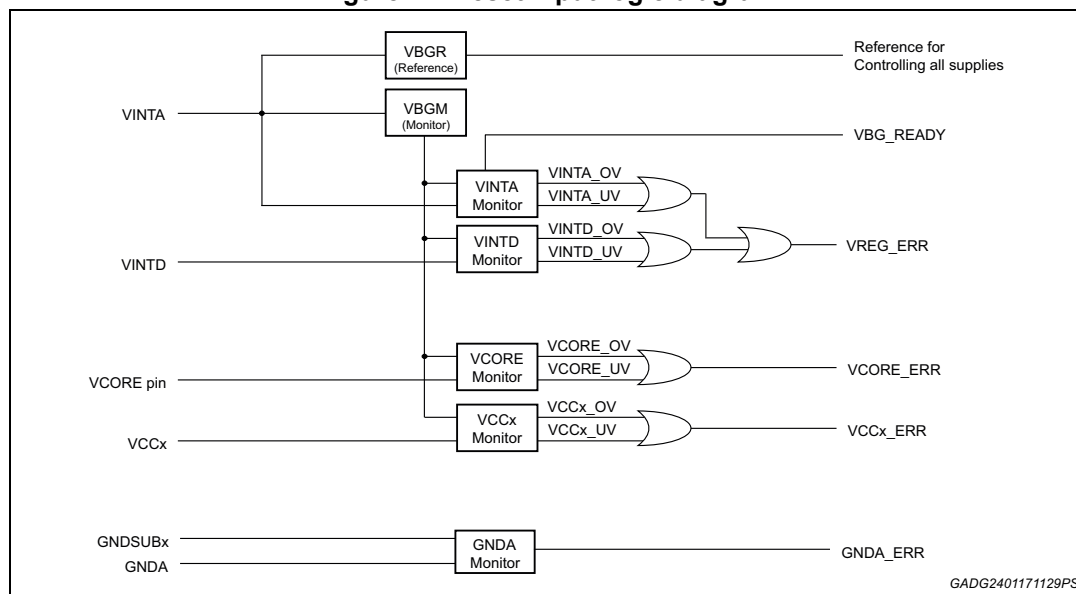 VBGR
(Reference)
Reference for
Controlling all supplies
VINTA
VBGM
(Monitor)
VBG_READY
VINTA
Monitor
VINTA_OV
VINTA_UV
VINTD
VINTD
Monitor
VINTD_OV
VINTD_UV
VREG_ERR
VCORE pin
VCORE
Monitor
VCORE_OV
VCORE_UV
VCORE_ERR
VCCx
VCCx
Monitor
VCCx_OV
VCCx_UV
VCCx_ERR
GNDSUBx
GNDA
GNDA
Monitor
GNDA_ERR
GADG2401171129PS